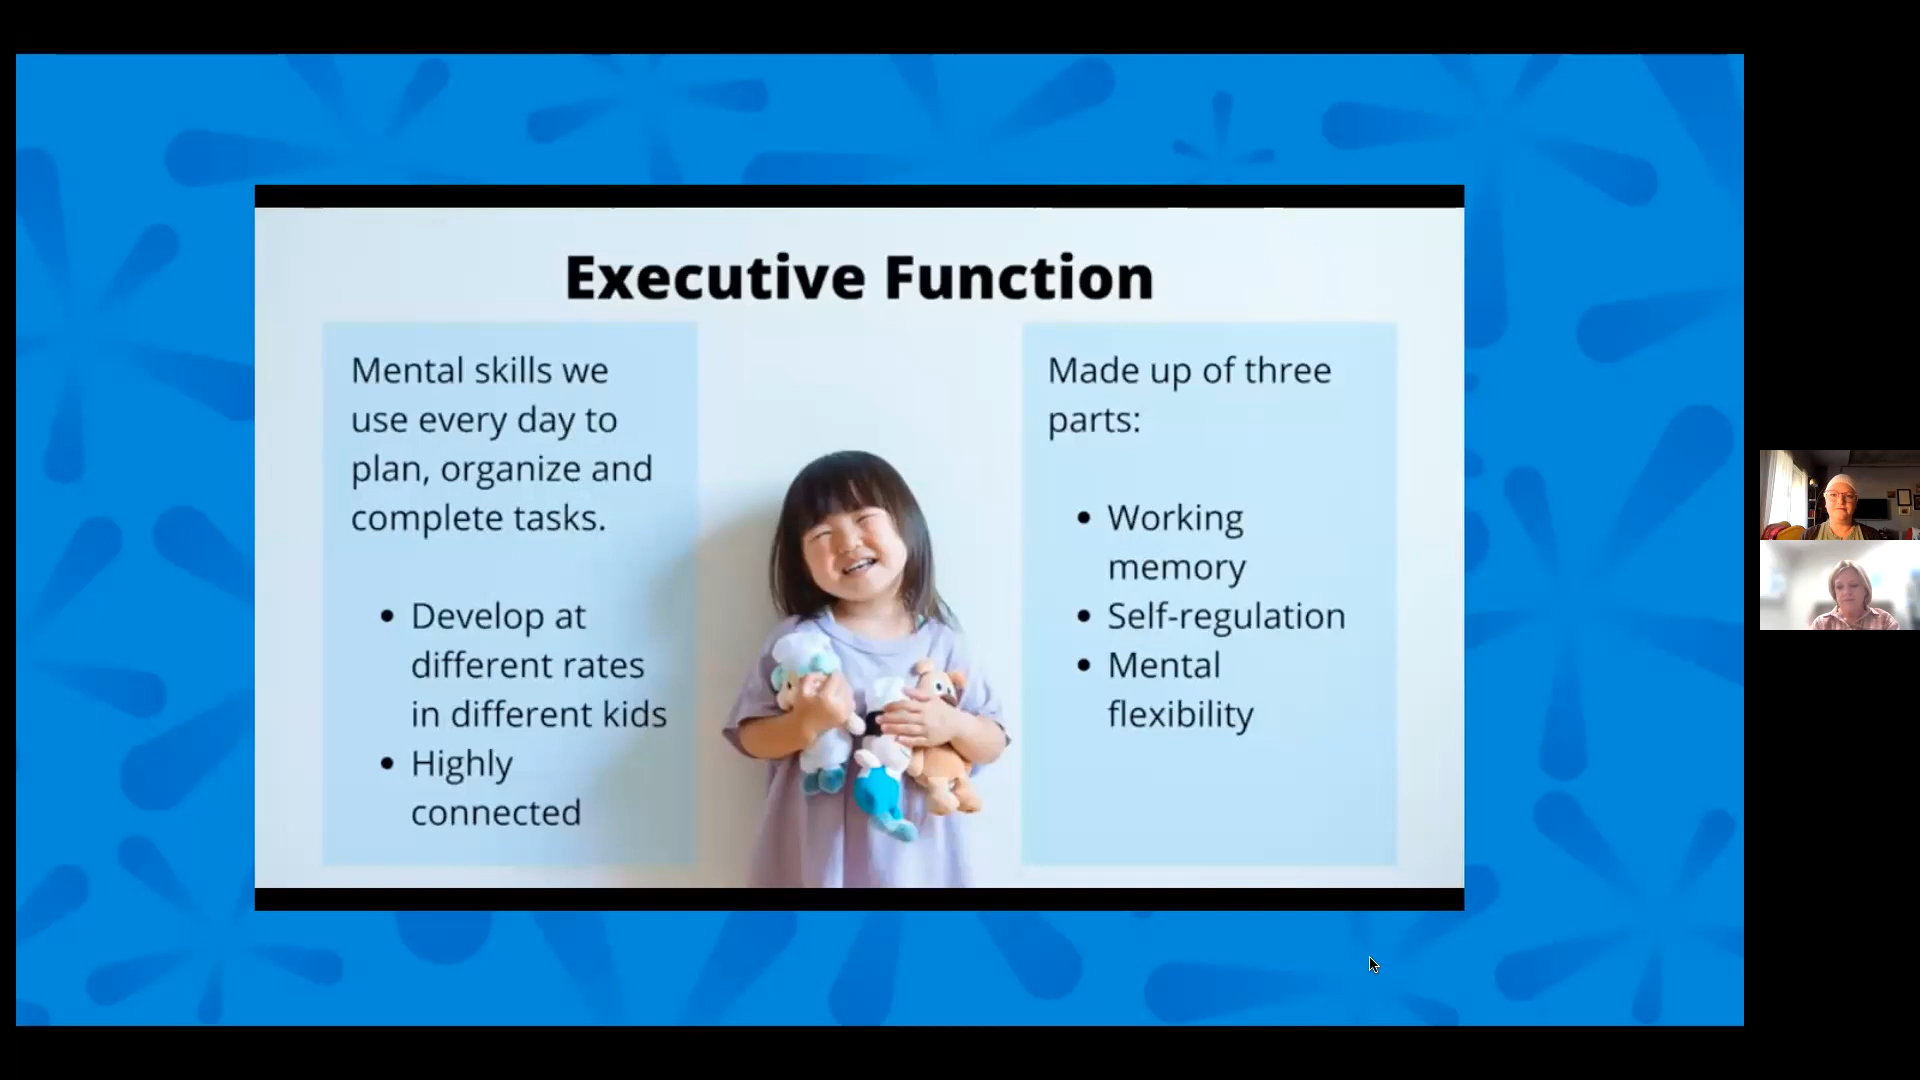 Executive Function
Mental skills we
use every day to
plan, organize and
complete tasks.
• Develop at
different rates
in different kids
• Highly
connected
Made up of three
parts:
• Working
memory
• Self-regulation
• Mental
flexibility